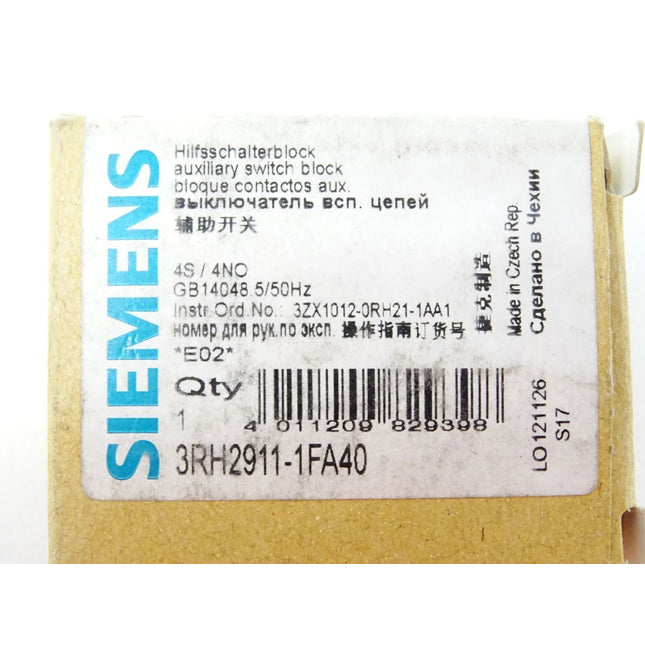 SIEMENS
Hilfsschalterblock
auxiliary switch block
bloque contactos aux.
выключатель всп. цепей
辅助开关
4S / 4NO
GB14048.5/50Hz
Instr.Ord.No.: 3ZX1012-0RH21-1AA1
номер для рук.по эксп. 操作指南订货号
*E02*
Qty
1
4 011209 829398
3RH2911-1FA40
捷克制造
Made in Czech Rep.
Сделано в Чехии
LO121126
S17